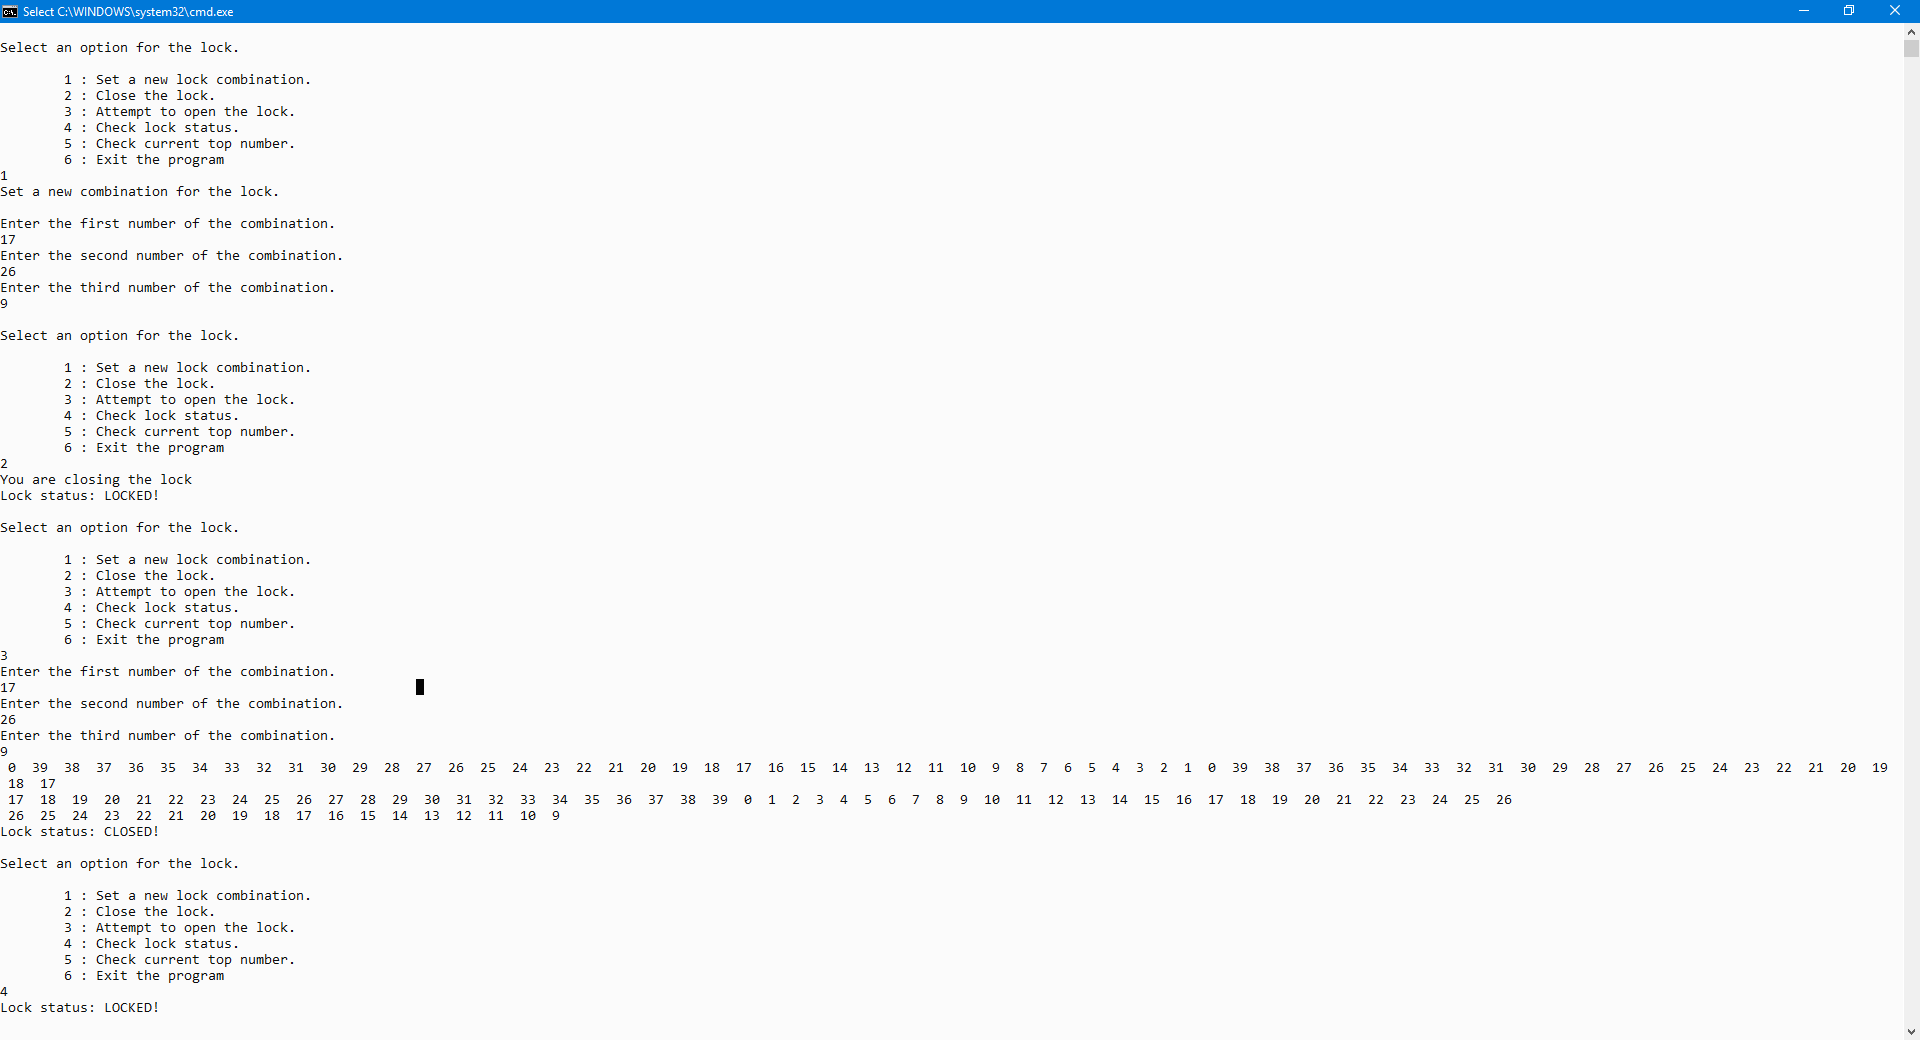 Select C:\WINDOWS\system32\cmd.exe
Select an option for the lock.
1 : Set a new lock combination.
2 : Close the lock.
3 : Attempt to open the lock.
4 : Check lock status.
5 : Check current top number.
6 : Exit the program
1
Set a new combination for the lock.
Enter the first number of the combination.
17
Enter the second number of the combination.
26
Enter the third number of the combination.
9
Select an option for the lock.
1 : Set a new lock combination.
2 : Close the lock.
3 : Attempt to open the lock.
4 : Check lock status.
5 : Check current top number.
6 : Exit the program
2
You are closing the lock
Lock status: LOCKED!
Select an option for the lock.
1 : Set a new lock combination.
2 : Close the lock.
3 : Attempt to open the lock.
4 : Check lock status.
5 : Check current top number.
6 : Exit the program
3
Enter the first number of the combination.
17
Enter the second number of the combination.
26
Enter the third number of the combination.
9
0 39 38 37 36 35 34 33 32 31 30 29 28 27 26 25 24 23 22 21 20 19 18 17 16 15 14 13 12 11 10 9 8 7 6 5 4 3 2 1 0 39 38 37 36 35 34 33 32 31 30 29 28 27 26 25 24 23 22 21 20 19
18 17
17 18 19 20 21 22 23 24 25 26 27 28 29 30 31 32 33 34 35 36 37 38 39 0 1 2 3 4 5 6 7 8 9 10 11 12 13 14 15 16 17 18 19 20 21 22 23 24 25 26
26 25 24 23 22 21 20 19 18 17 16 15 14 13 12 11 10 9
Lock status: CLOSED!
Select an option for the lock.
1 : Set a new lock combination.
2 : Close the lock.
3 : Attempt to open the lock.
4 : Check lock status.
5 : Check current top number.
6 : Exit the program
4
Lock status: LOCKED!